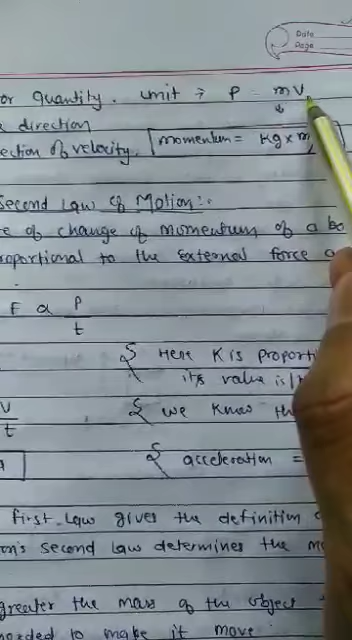 Date
Page
or quantity. unit → P = mv
direction
ection of velocity. [momentum = kg×m/
Second Law of Motion:-
e of change of momentum of a bo
roportional to the External force
F α P
t
Here K is proporti
its value is 1
V
t
we know th
acceleration =
first law gives the definition
on's second law determines the m
greater the mass of the object
needed to make it move.